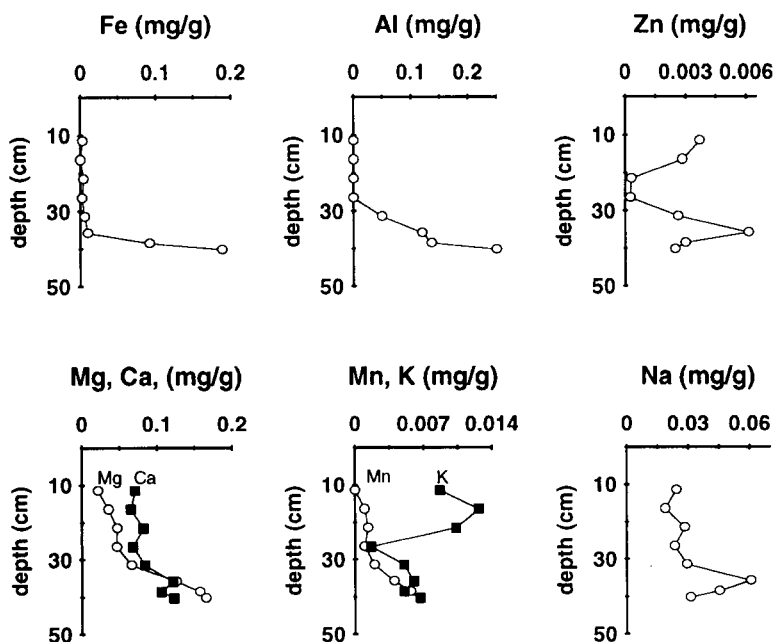 Fe (mg/g) Al (mg/g) Zn (mg/g)
0 0.1 0.2 0 0.2 0 0.003 0.006
10 10 10
depth (cm) depth (cm) depth (cm)
30 30 30
50 50 50
Mg, Ca, (mg/g) Mn, K (mg/g) Na (mg/g)
0 0.1 0.2 0 0.007 0.014 0 0.03 0.06
Mg Ca Mn K
10 10 10
depth (cm) depth (cm) depth (cm)
30 30 30
50 50 50